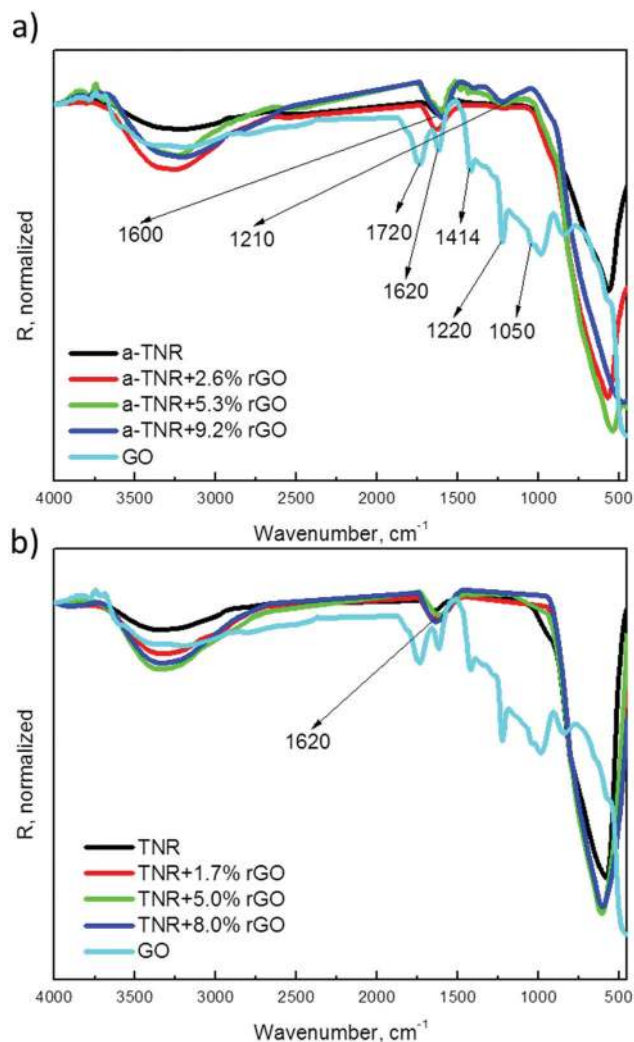 a)
R, normalized
1600
1210
1720
1620
1414
1220
1050
a-TNR
a-TNR+2.6% rGO
a-TNR+5.3% rGO
a-TNR+9.2% rGO
GO
4000 3500 3000 2500 2000 1500 1000 500
Wavenumber, cm⁻¹
b)
R, normalized
1620
TNR
TNR+1.7% rGO
TNR+5.0% rGO
TNR+8.0% rGO
GO
4000 3500 3000 2500 2000 1500 1000 500
Wavenumber, cm⁻¹